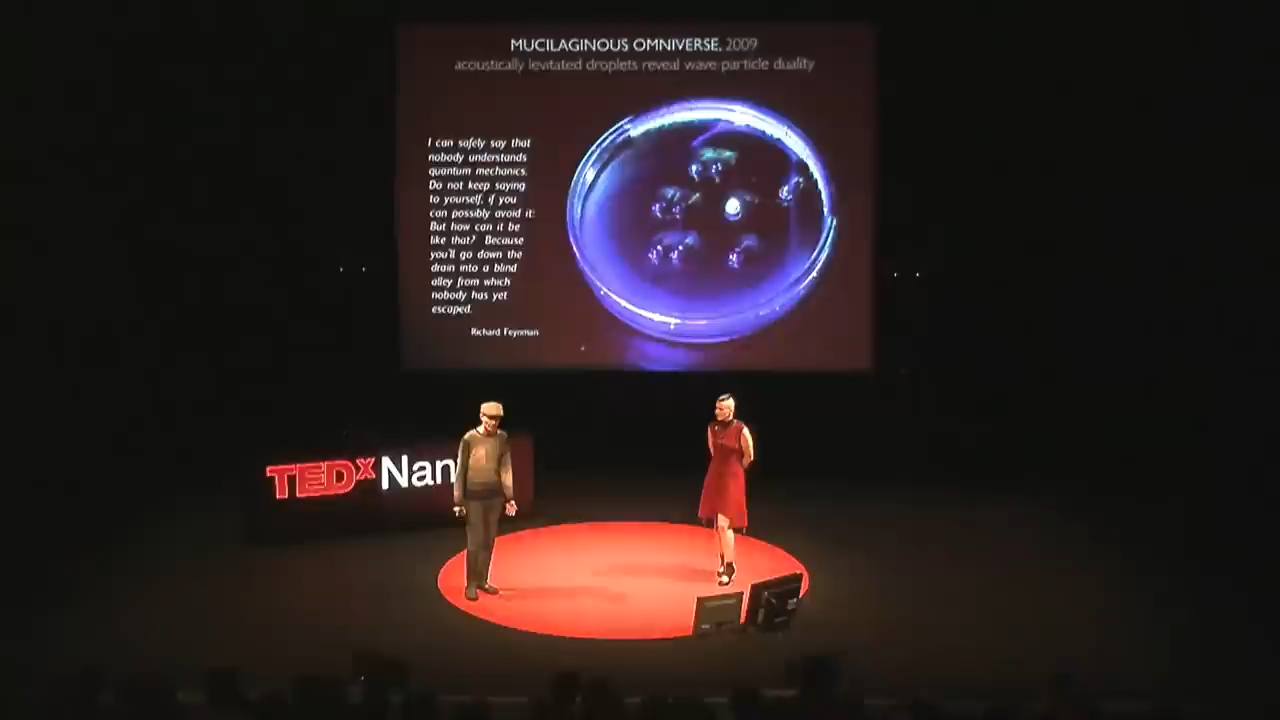 MUCILAGINOUS OMNIVERSE, 2009
acoustically levitated droplets reveal wave particle duality
I can safely say that
nobody understands
quantum mechanics.
Do not keep saying
to yourself, if you
can possibly avoid it:
But how can it be
like that? Because
you'll go down the
drain into a blind
alley from which
nobody has yet
escaped.
Richard Feynman
TEDx Nan